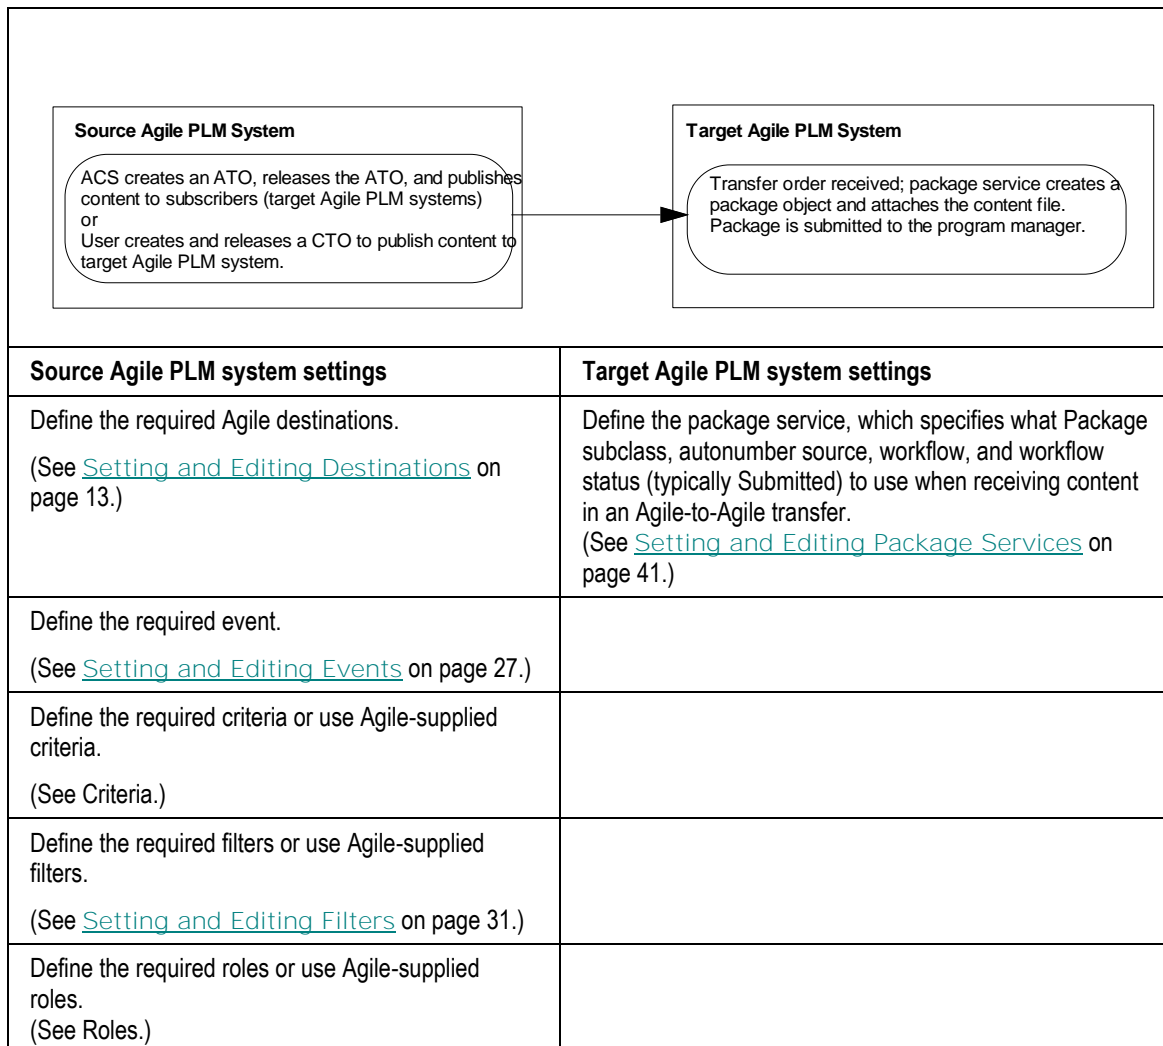 Source Agile PLM System
ACS creates an ATO, releases the ATO, and publishes
content to subscribers (target Agile PLM systems)
or
User creates and releases a CTO to publish content to
target Agile PLM system.
Target Agile PLM System
Transfer order received; package service creates a
package object and attaches the content file.
Package is submitted to the program manager.
Source Agile PLM system settings
Target Agile PLM system settings
Define the required Agile destinations.
(See Setting and Editing Destinations on
page 13.)
Define the package service, which specifies what Package
subclass, autonumber source, workflow, and workflow
status (typically Submitted) to use when receiving content
in an Agile-to-Agile transfer.
(See Setting and Editing Package Services on
page 41.)
Define the required event.
(See Setting and Editing Events on page 27.)
Define the required criteria or use Agile-supplied
criteria.
(See Criteria.)
Define the required filters or use Agile-supplied
filters.
(See Setting and Editing Filters on page 31.)
Define the required roles or use Agile-supplied
roles.
(See Roles.)